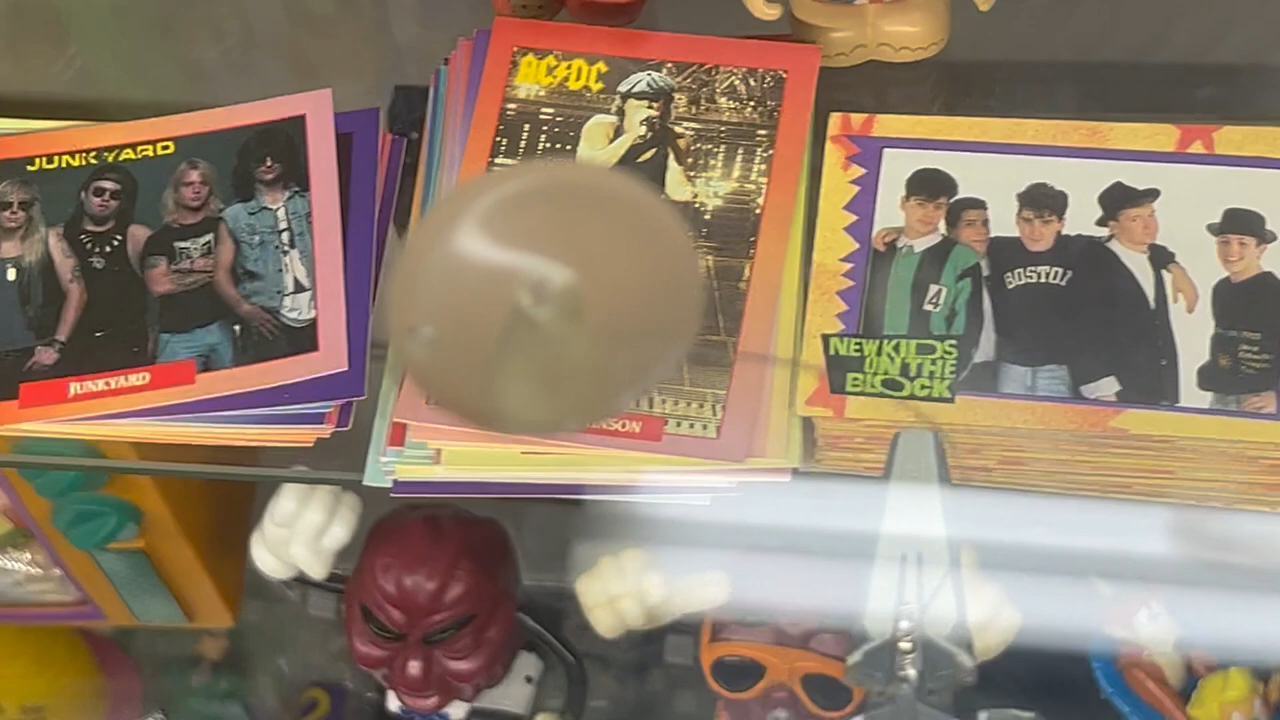 JUNKYARD
JUNKYARD
AC DC
NSON
NEW KIDS
ON THE
BLOCK
BOSTON
4